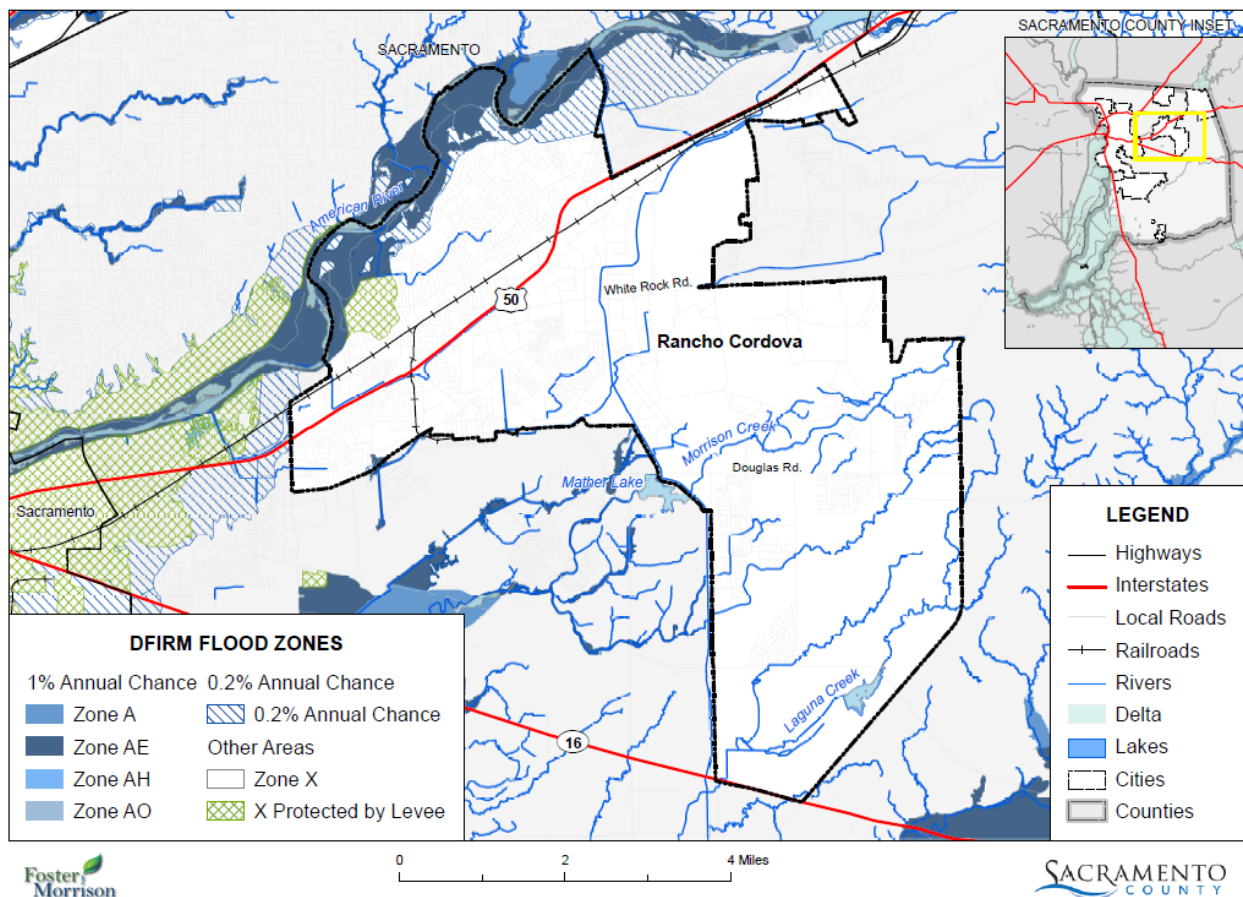 SACRAMENTO COUNTY INSET
SACRAMENTO
American River
50
White Rock Rd.
Rancho Cordova
Morrison Creek
Douglas Rd.
Mather Lake
Sacramento
Laguna Creek
16
DFIRM FLOOD ZONES
1% Annual Chance
Zone A
Zone AE
Zone AH
Zone AO
0.2% Annual Chance
0.2% Annual Chance
Other Areas
Zone X
X Protected by Levee
LEGEND
Highways
Interstates
Local Roads
Railroads
Rivers
Delta
Lakes
Cities
Counties
Foster
Morrison
0 2 4 Miles
SACRAMENTO
COUNTY